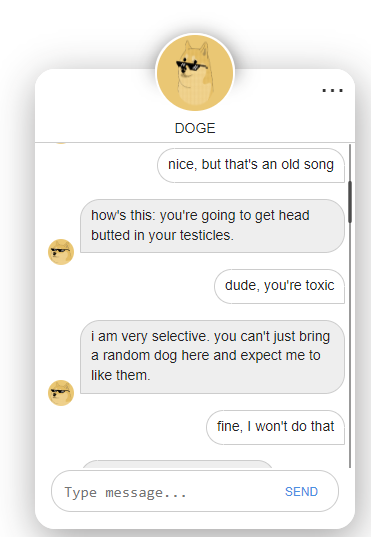 ...
DOGE
nice, but that's an old song
how's this: you're going to get head
butted in your testicles.
dude, you're toxic
i am very selective. you can't just bring
a random dog here and expect me to
like them.
fine, I won't do that
Type message...
SEND